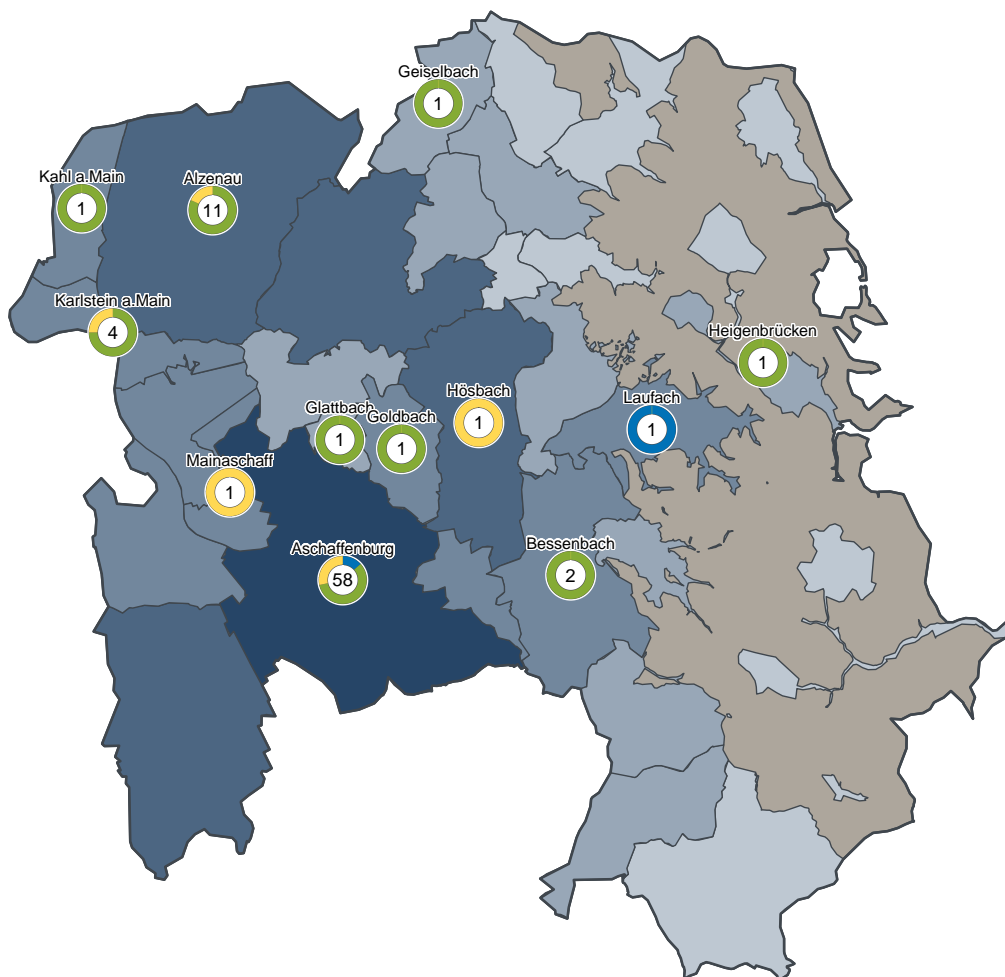 Geiselbach
1
Kahl a.Main
1
Alzenau
11
Karlstein a.Main
4
Heigenbrücken
1
Glattbach
1
Goldbach
1
Hösbach
1
Laufach
1
Mainaschaff
1
Aschaffenburg
58
Bessenbach
2